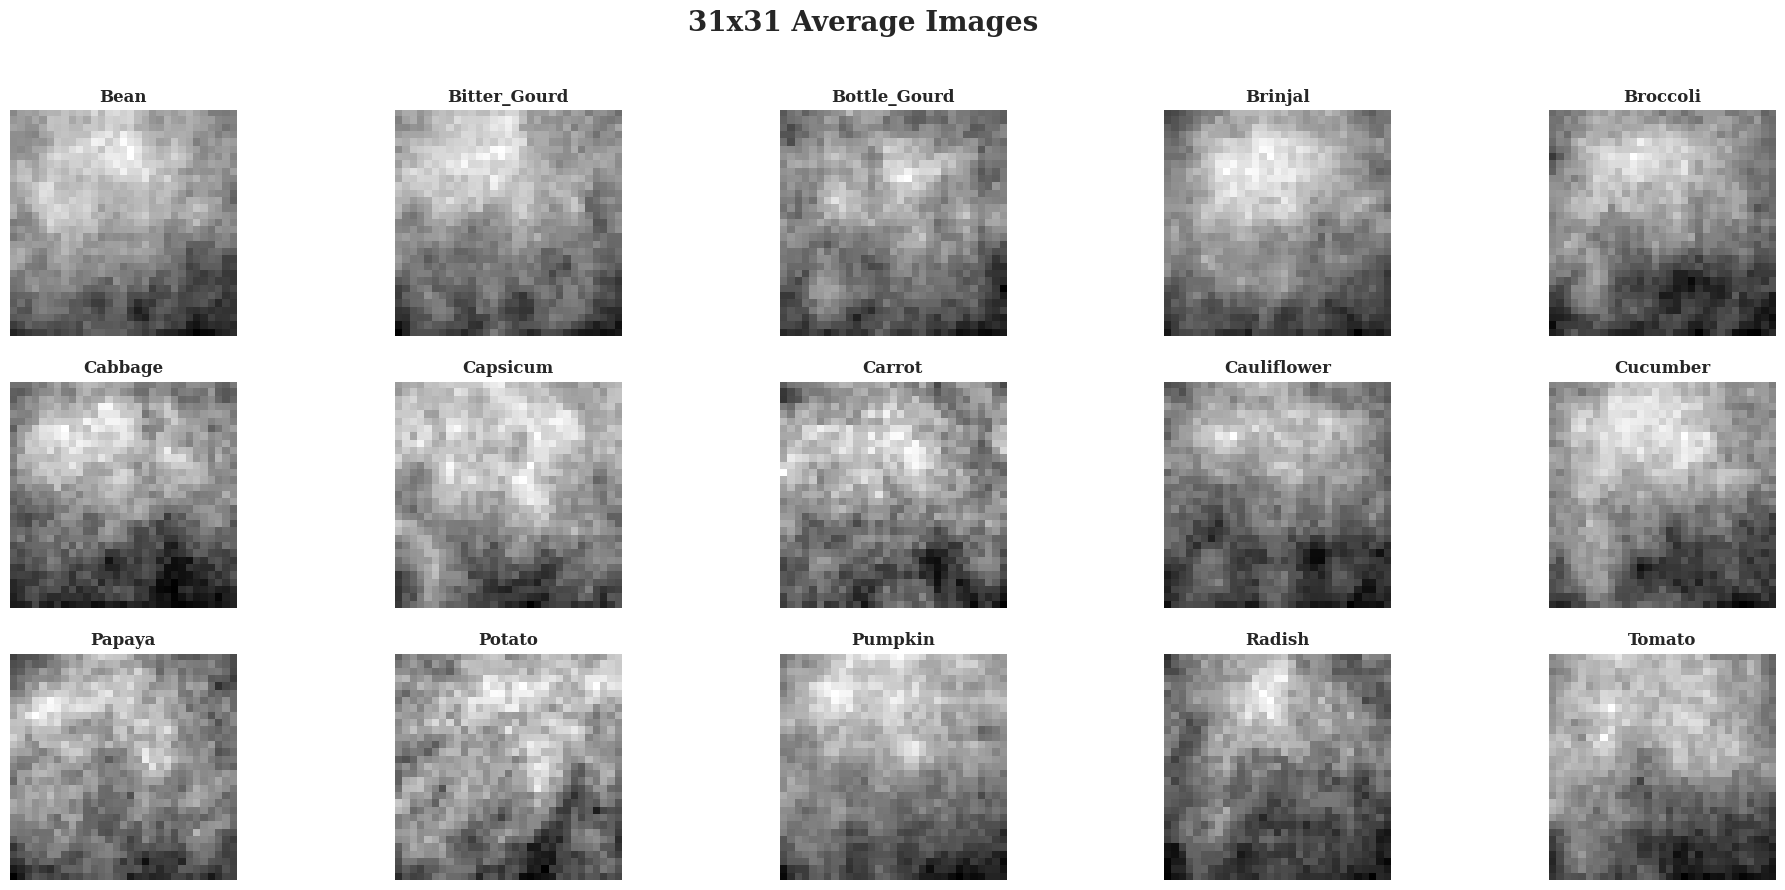 31x31 Average Images
Bean
Bitter_Gourd
Bottle_Gourd
Brinjal
Broccoli
Cabbage
Capsicum
Carrot
Cauliflower
Cucumber
Papaya
Potato
Pumpkin
Radish
Tomato